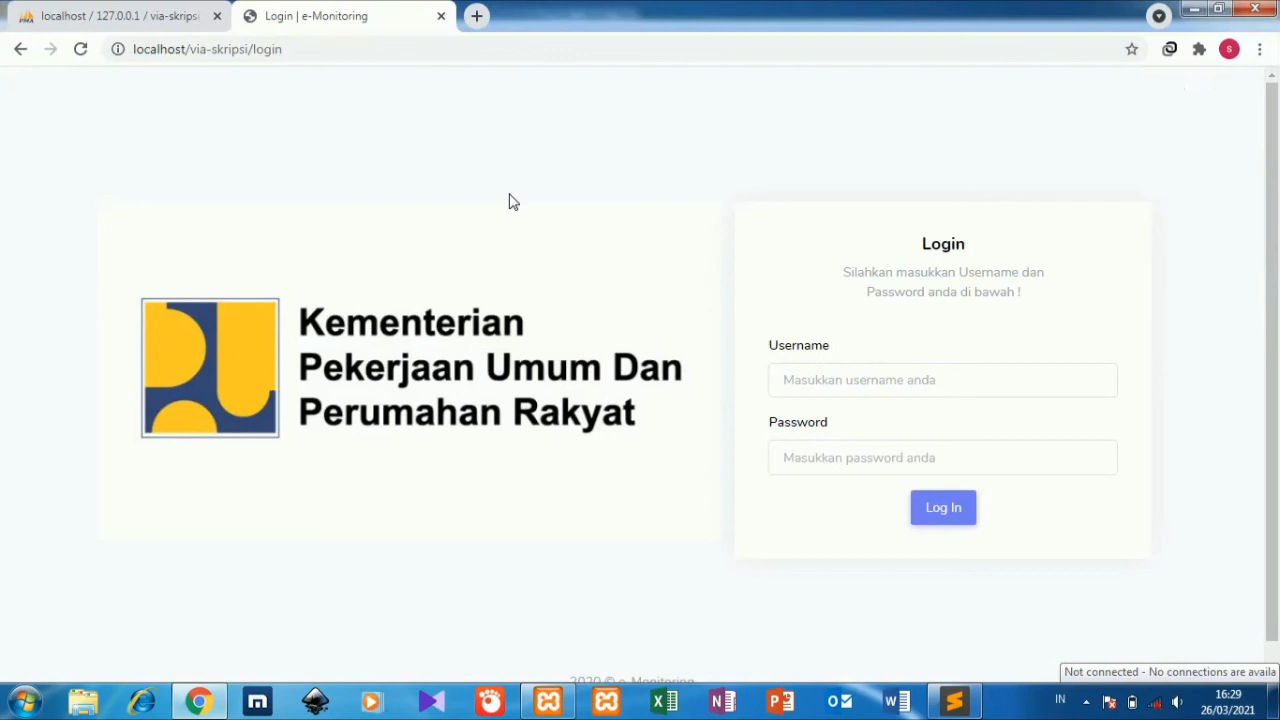 localhost / 127.0.0.1 / via-skripsi
Login | e-Monitoring
localhost/via-skripsi/login
S
Kementerian
Pekerjaan Umum Dan
Perumahan Rakyat
Login
Silahkan masukkan Username dan
Password anda di bawah !
Username
Masukkan username anda
Password
Masukkan password anda
Log In
2020 © e-Monitoring
Not connected - No connections are availa
IN
16:29
26/03/2021